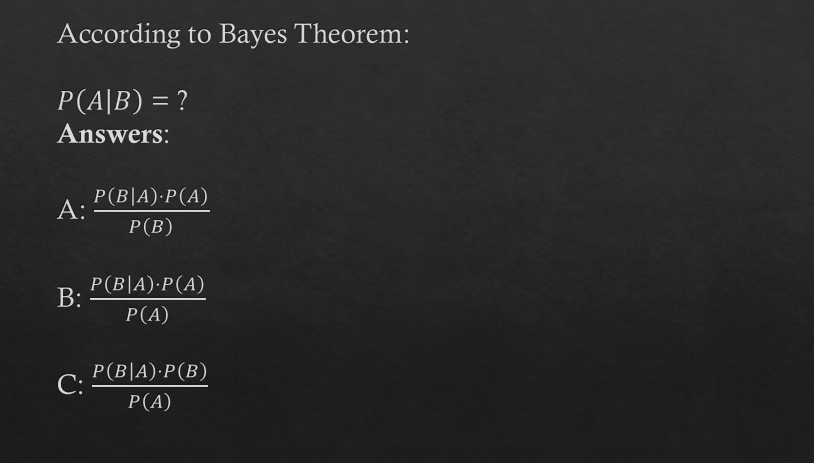 According to Bayes Theorem:
P(A|B) = ?
Answers:
A: P(B|A)·P(A) / P(B)
B: P(B|A)·P(A) / P(A)
C: P(B|A)·P(B) / P(A)